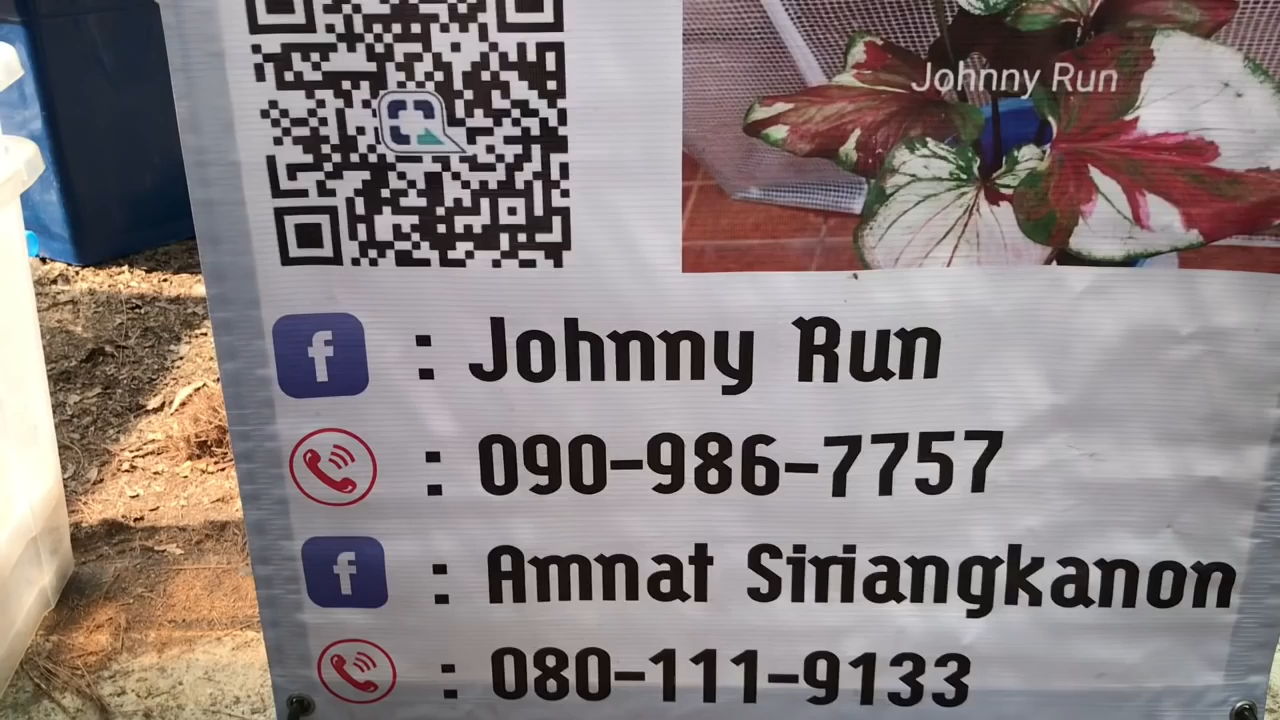 Johnny Run
f : Johnny Run
: 090-986-7757
f : Amnat Siriangkanon
: 080-111-9133